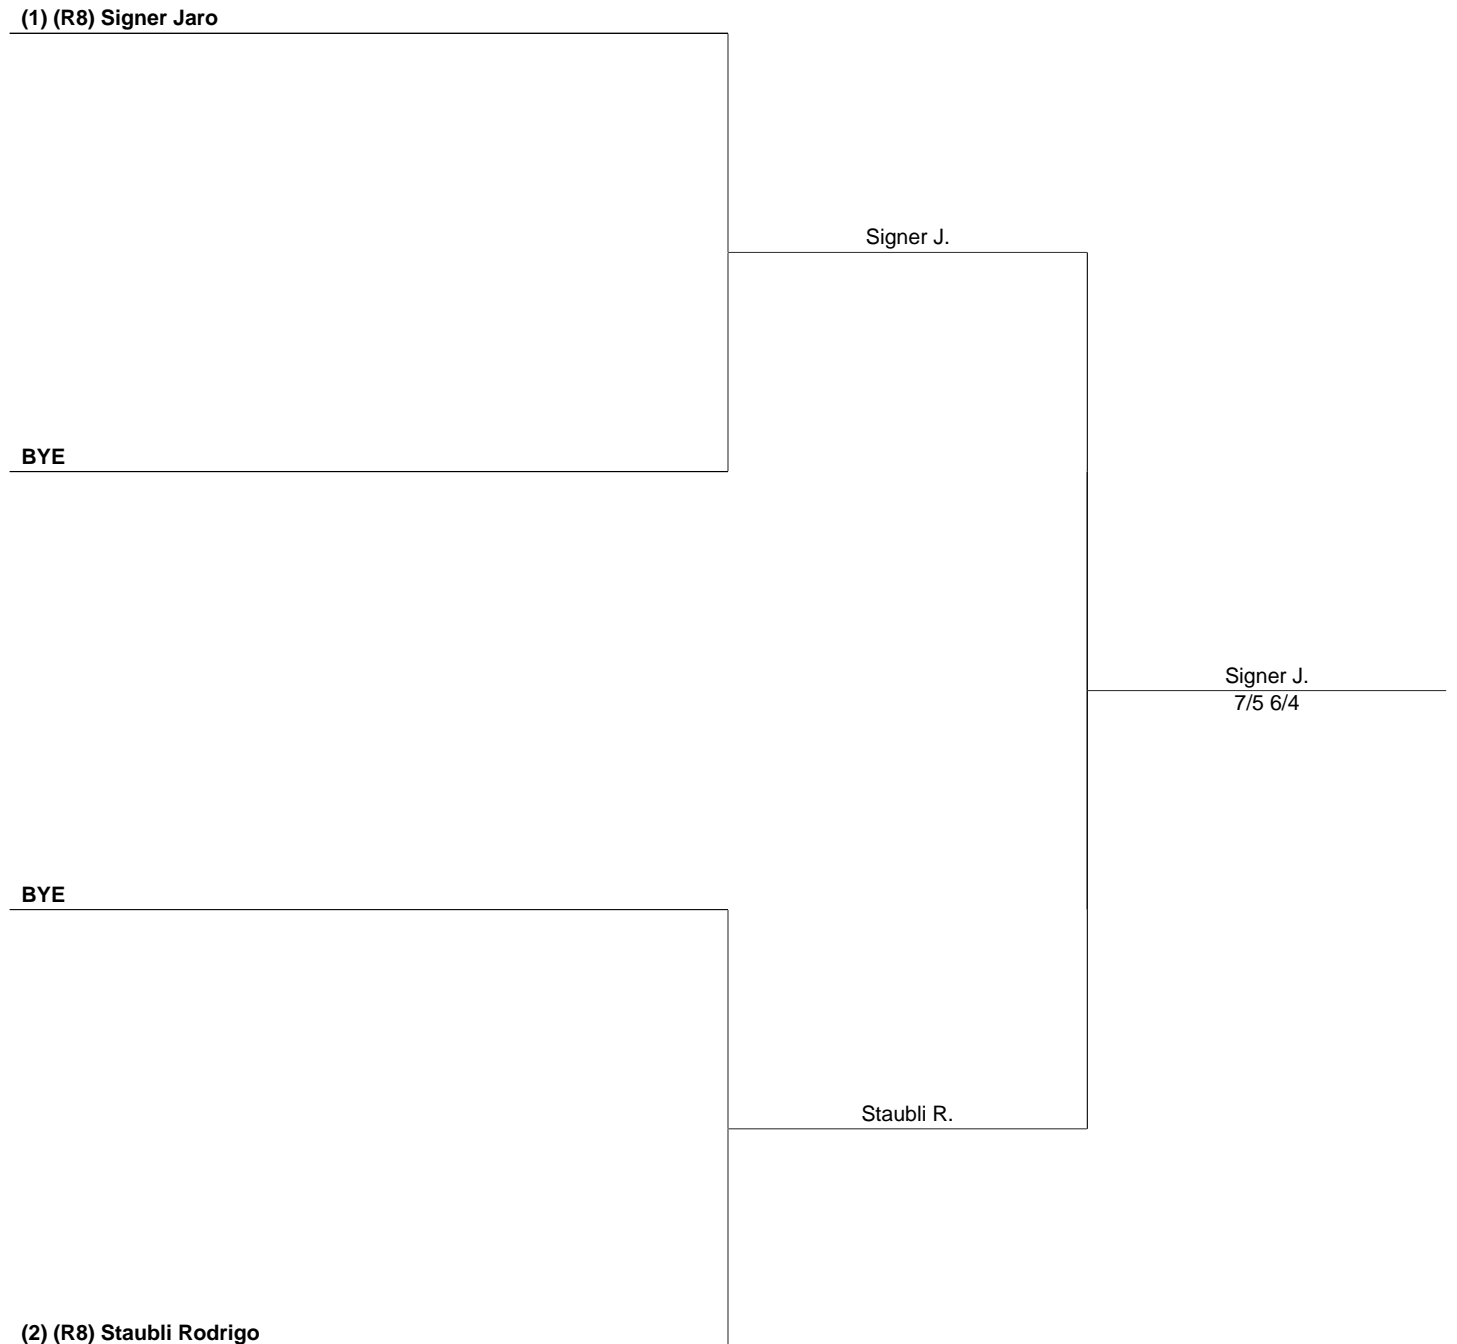 (1) (R8) Signer Jaro
Signer J.
BYE
Signer J.
7/5 6/4
BYE
Staubli R.
(2) (R8) Staubli Rodrigo